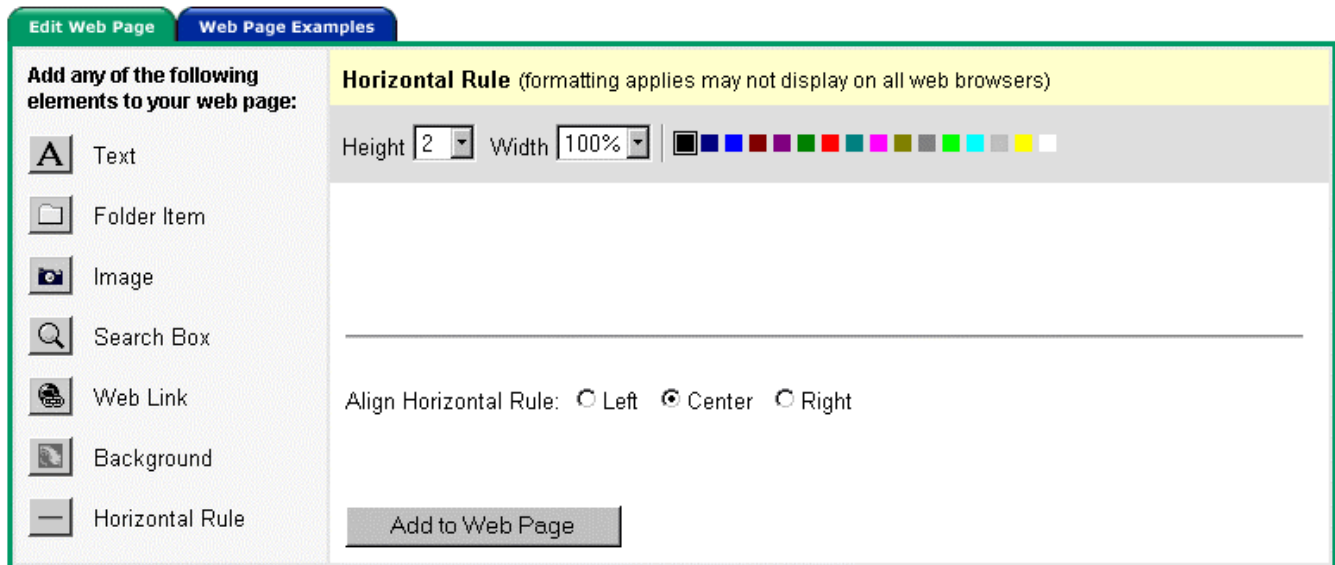 Edit Web Page
Web Page Examples
Add any of the following
elements to your web page:
A Text
Folder Item
Image
Search Box
Web Link
Background
Horizontal Rule
Horizontal Rule (formatting applies may not display on all web browsers)
Height 2 Width 100%
Align Horizontal Rule: Left Center Right
Add to Web Page